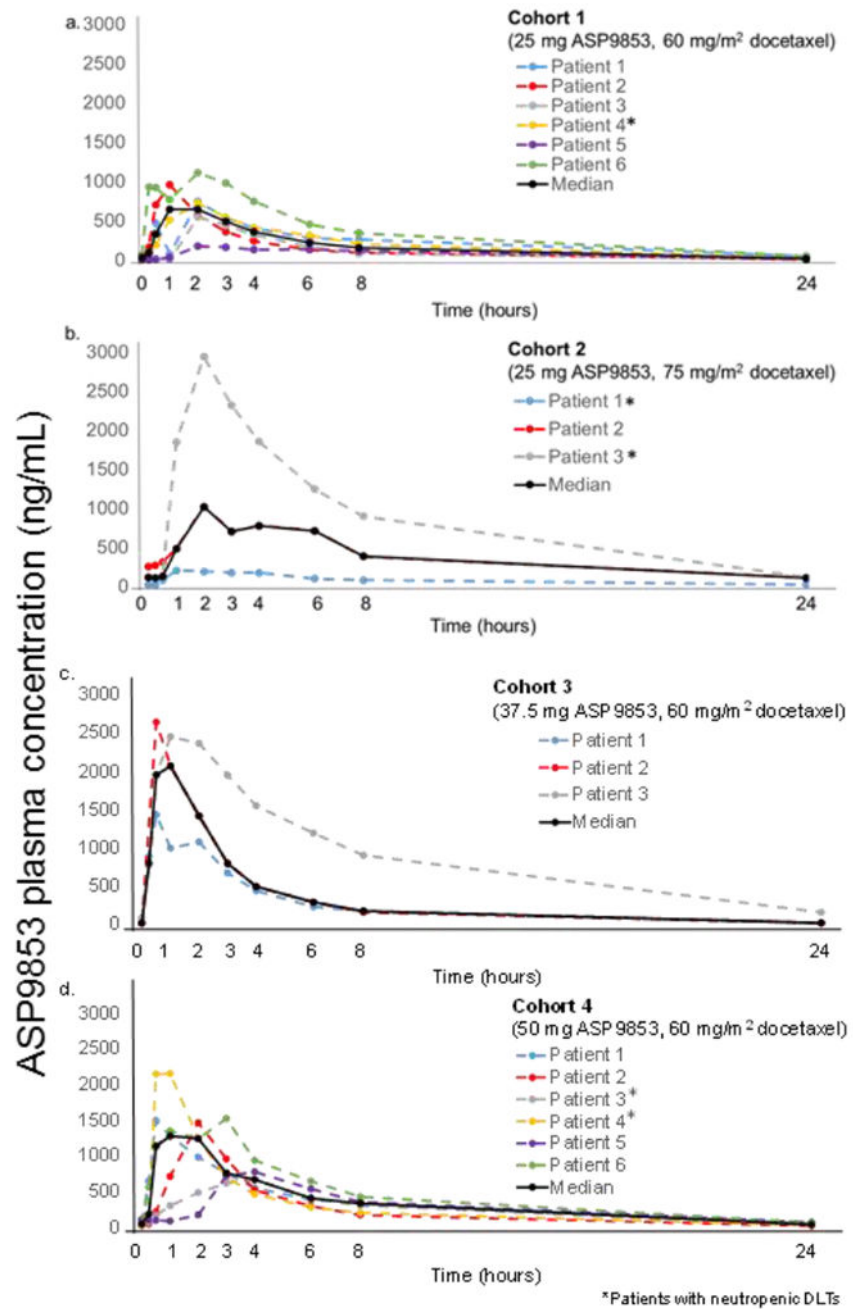 ASP9853 plasma concentration (ng/mL)
a.
Cohort 1
(25 mg ASP9853, 60 mg/m² docetaxel)
Patient 1
Patient 2
Patient 3
Patient 4*
Patient 5
Patient 6
Median
3000
2500
2000
1500
1000
500
0
0 1 2 3 4 6 8 24
Time (hours)
b.
Cohort 2
(25 mg ASP9853, 75 mg/m² docetaxel)
Patient 1*
Patient 2
Patient 3*
Median
3000
2500
2000
1500
1000
500
0
0 1 2 3 4 6 8 24
Time (hours)
c.
Cohort 3
(37.5 mg ASP9853, 60 mg/m² docetaxel)
Patient 1
Patient 2
Patient 3
Median
3000
2500
2000
1500
1000
500
0
0 1 2 3 4 6 8 24
Time (hours)
d.
Cohort 4
(50 mg ASP9853, 60 mg/m² docetaxel)
Patient 1
Patient 2
Patient 3*
Patient 4*
Patient 5
Patient 6
Median
3000
2500
2000
1500
1000
500
0
0 1 2 3 4 6 8 24
Time (hours)
*Patients with neutropenic DLTs